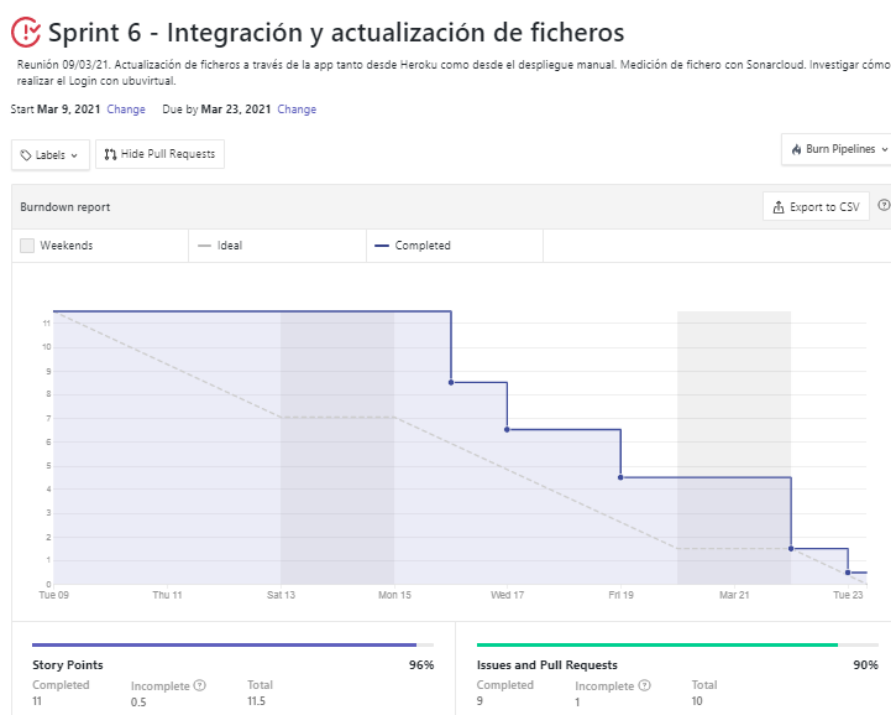 Sprint 6 - Integración y actualización de ficheros
Reunión 09/03/21. Actualización de ficheros a través de la app tanto desde Heroku como desde el despliegue manual. Medición de fichero con Sonarcloud. Investigar cómo
realizar el Login con ubuvirtual.
Start Mar 9, 2021 Change Due by Mar 23, 2021 Change
Labels Hide Pull Requests Burn Pipelines
Burndown report Export to CSV
Weekends Ideal Completed
11
10
9
8
7
6
5
4
3
2
1
0
Tue 09 Thu 11 Sat 13 Mon 15 Wed 17 Fri 19 Mar 21 Tue 23
Story Points 96% Issues and Pull Requests 90%
Completed Incomplete Total Completed Incomplete Total
11 0.5 11.5 9 1 10